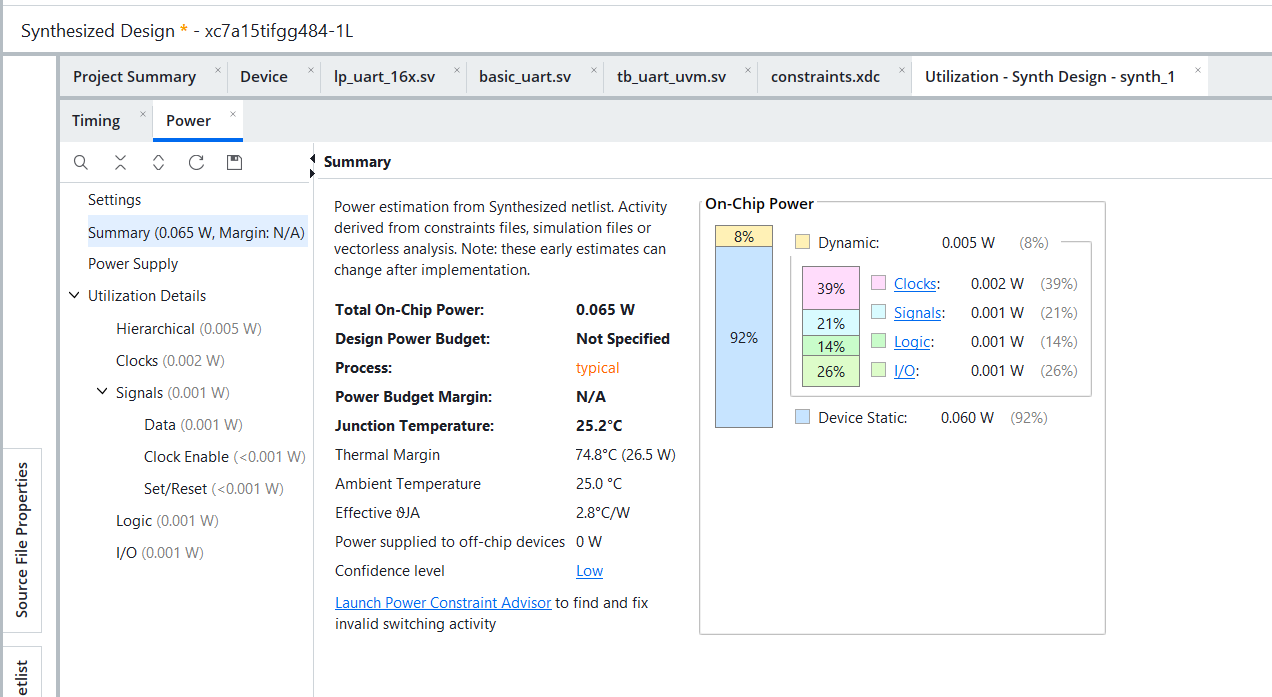 Synthesized Design * - xc7a15tifgg484-1L
Project Summary × Device × lp_uart_16x.sv × basic_uart.sv × tb_uart_uvm.sv × constraints.xdc × Utilization - Synth Design - synth_1 ×
Timing × Power ×
Summary
Settings
Summary (0.065 W, Margin: N/A)
Power Supply
Utilization Details
Hierarchical (0.005 W)
Clocks (0.002 W)
Signals (0.001 W)
Data (0.001 W)
Clock Enable (<0.001 W)
Set/Reset (<0.001 W)
Logic (0.001 W)
I/O (0.001 W)
Power estimation from Synthesized netlist. Activity
derived from constraints files, simulation files or
vectorless analysis. Note: these early estimates can
change after implementation.
Total On-Chip Power: 0.065 W
Design Power Budget: Not Specified
Process: typical
Power Budget Margin: N/A
Junction Temperature: 25.2°C
Thermal Margin 74.8°C (26.5 W)
Ambient Temperature 25.0 °C
Effective ϑJA 2.8°C/W
Power supplied to off-chip devices 0 W
Confidence level Low
Launch Power Constraint Advisor to find and fix
invalid switching activity
On-Chip Power
8%
92%
Dynamic: 0.005 W (8%)
39% Clocks: 0.002 W (39%)
21% Signals: 0.001 W (21%)
14% Logic: 0.001 W (14%)
26% I/O: 0.001 W (26%)
Device Static: 0.060 W (92%)
Source File Properties